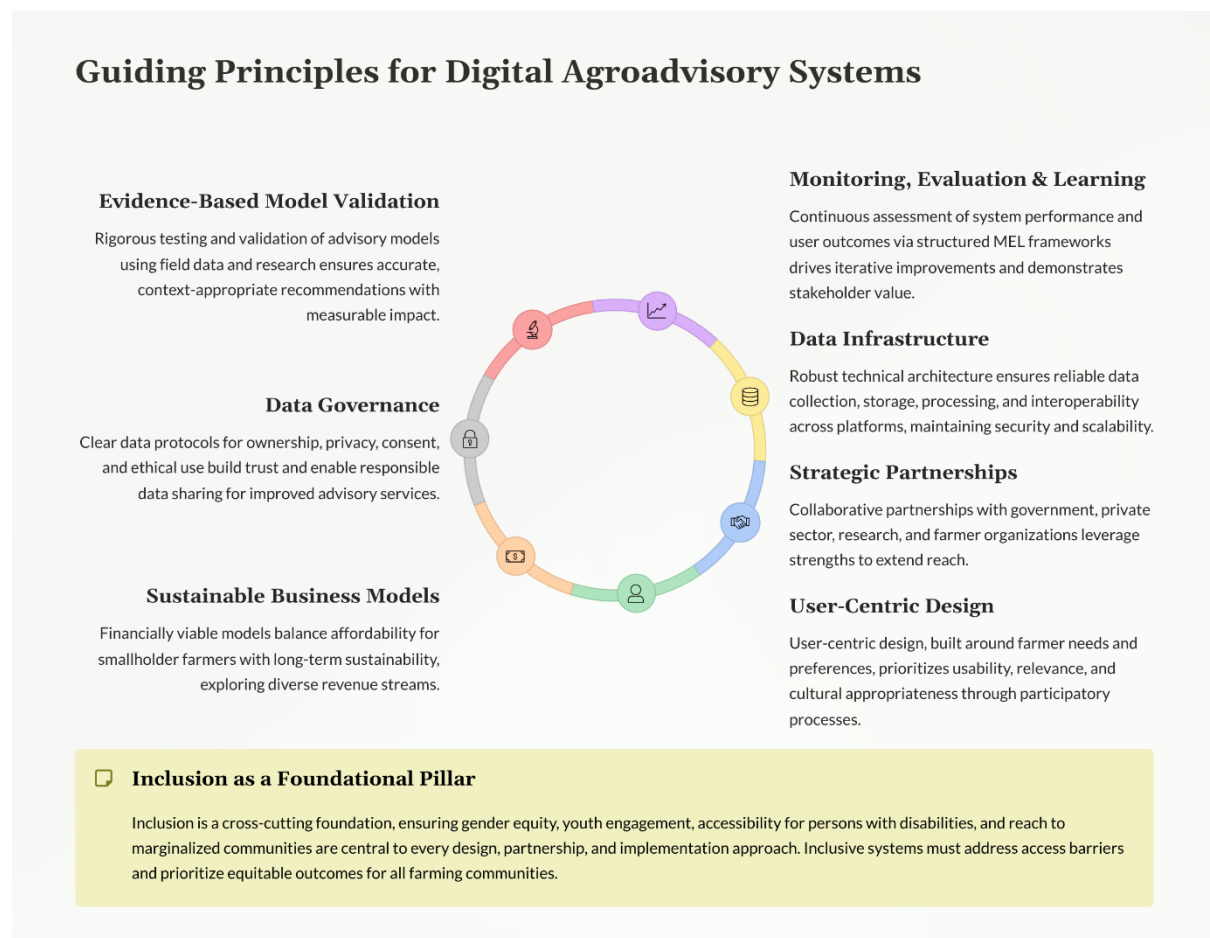 Guiding Principles for Digital Agroadvisory Systems
Evidence-Based Model Validation
Rigorous testing and validation of advisory models
using field data and research ensures accurate,
context-appropriate recommendations with
measurable impact.
Data Governance
Clear data protocols for ownership, privacy, consent,
and ethical use build trust and enable responsible
data sharing for improved advisory services.
Sustainable Business Models
Financially viable models balance affordability for
smallholder farmers with long-term sustainability,
exploring diverse revenue streams.
Monitoring, Evaluation & Learning
Continuous assessment of system performance and
user outcomes via structured MEL frameworks
drives iterative improvements and demonstrates
stakeholder value.
Data Infrastructure
Robust technical architecture ensures reliable data
collection, storage, processing, and interoperability
across platforms, maintaining security and scalability.
Strategic Partnerships
Collaborative partnerships with government, private
sector, research, and farmer organizations leverage
strengths to extend reach.
User-Centric Design
User-centric design, built around farmer needs and
preferences, prioritizes usability, relevance, and
cultural appropriateness through participatory
processes.
$
Inclusion as a Foundational Pillar
Inclusion is a cross-cutting foundation, ensuring gender equity, youth engagement, accessibility for persons with disabilities, and reach to
marginalized communities are central to every design, partnership, and implementation approach. Inclusive systems must address access barriers
and prioritize equitable outcomes for all farming communities.